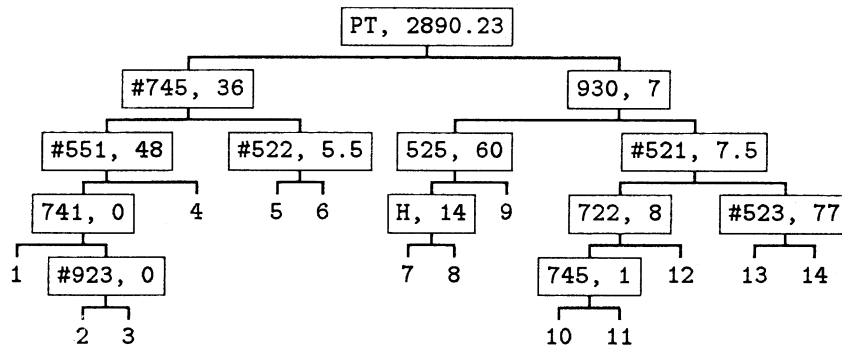 PT, 2890.23
#745, 36 930, 7
#551, 48 #522, 5.5 525, 60 #521, 7.5
741, 0 4 5 6 H, 14 9 722, 8 #523, 77
1 #923, 0 7 8 745, 1 12 13 14
2 3 10 11